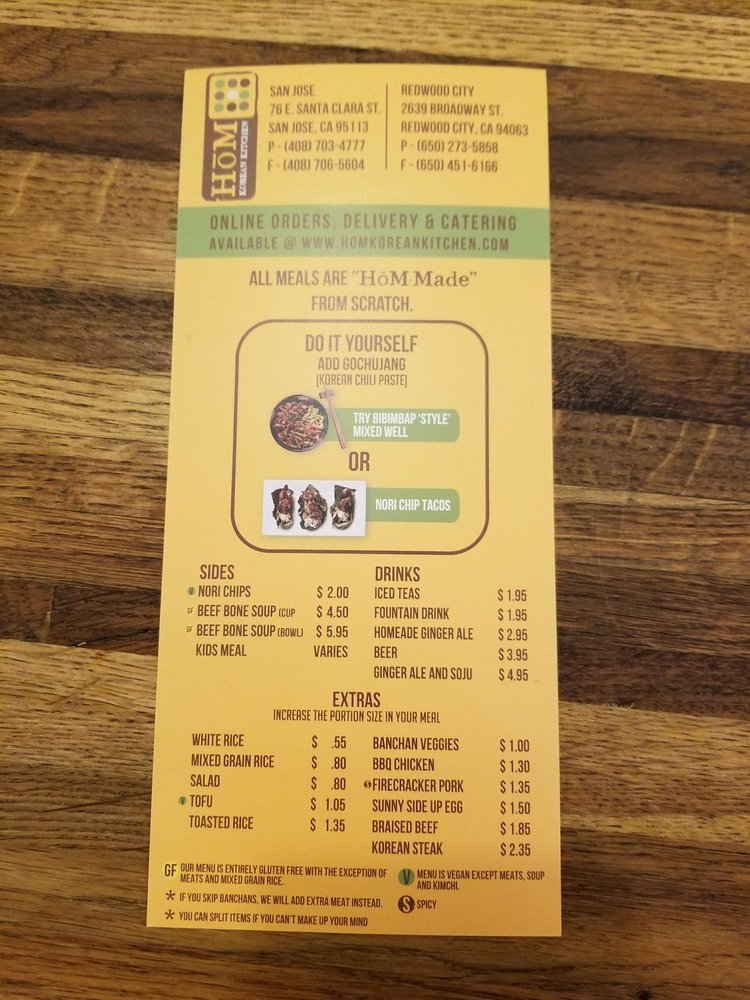 HōM
KOREAN KITCHEN
SAN JOSE
76 E. SANTA CLARA ST.
SAN JOSE, CA 95113
P - (408) 703-4777
F - (408) 706-5604
REDWOOD CITY
2639 BROADWAY ST.
REDWOOD CITY, CA 94063
P - (650) 273-5858
F - (650) 451-6166
ONLINE ORDERS, DELIVERY & CATERING
AVAILABLE @ WWW.HOMKOREANKITCHEN.COM
ALL MEALS ARE "HōM-Made"
FROM SCRATCH.
DO IT YOURSELF
ADD GOCHUJANG
(KOREAN CHILI PASTE)
TRY BIBIMBAP 'STYLE'
MIXED WELL
OR
NORI CHIP TACOS
SIDES
V NORI CHIPS $ 2.00
GF BEEF BONE SOUP (CUP $ 4.50
GF BEEF BONE SOUP (BOWL) $ 5.95
KIDS MEAL VARIES
DRINKS
ICED TEAS $ 1.95
FOUNTAIN DRINK $ 1.95
HOMEADE GINGER ALE $ 2.95
BEER $ 3.95
GINGER ALE AND SOJU $ 4.95
EXTRAS
INCREASE THE PORTION SIZE IN YOUR MEAL
WHITE RICE $ .55
MIXED GRAIN RICE $ .80
SALAD $ .80
V TOFU $ 1.05
TOASTED RICE $ 1.35
BANCHAN VEGGIES $ 1.00
BBQ CHICKEN $ 1.30
S FIRECRACKER PORK $ 1.35
SUNNY SIDE UP EGG $ 1.50
BRAISED BEEF $ 1.85
KOREAN STEAK $ 2.35
GF OUR MENU IS ENTIRELY GLUTEN FREE WITH THE EXCEPTION OF
MEATS AND MIXED GRAIN RICE.
* IF YOU SKIP BANCHANS, WE WILL ADD EXTRA MEAT INSTEAD.
* YOU CAN SPLIT ITEMS IF YOU CAN'T MAKE UP YOUR MIND
V MENU IS VEGAN EXCEPT MEATS, SOUP
AND KIMCHI.
S SPICY